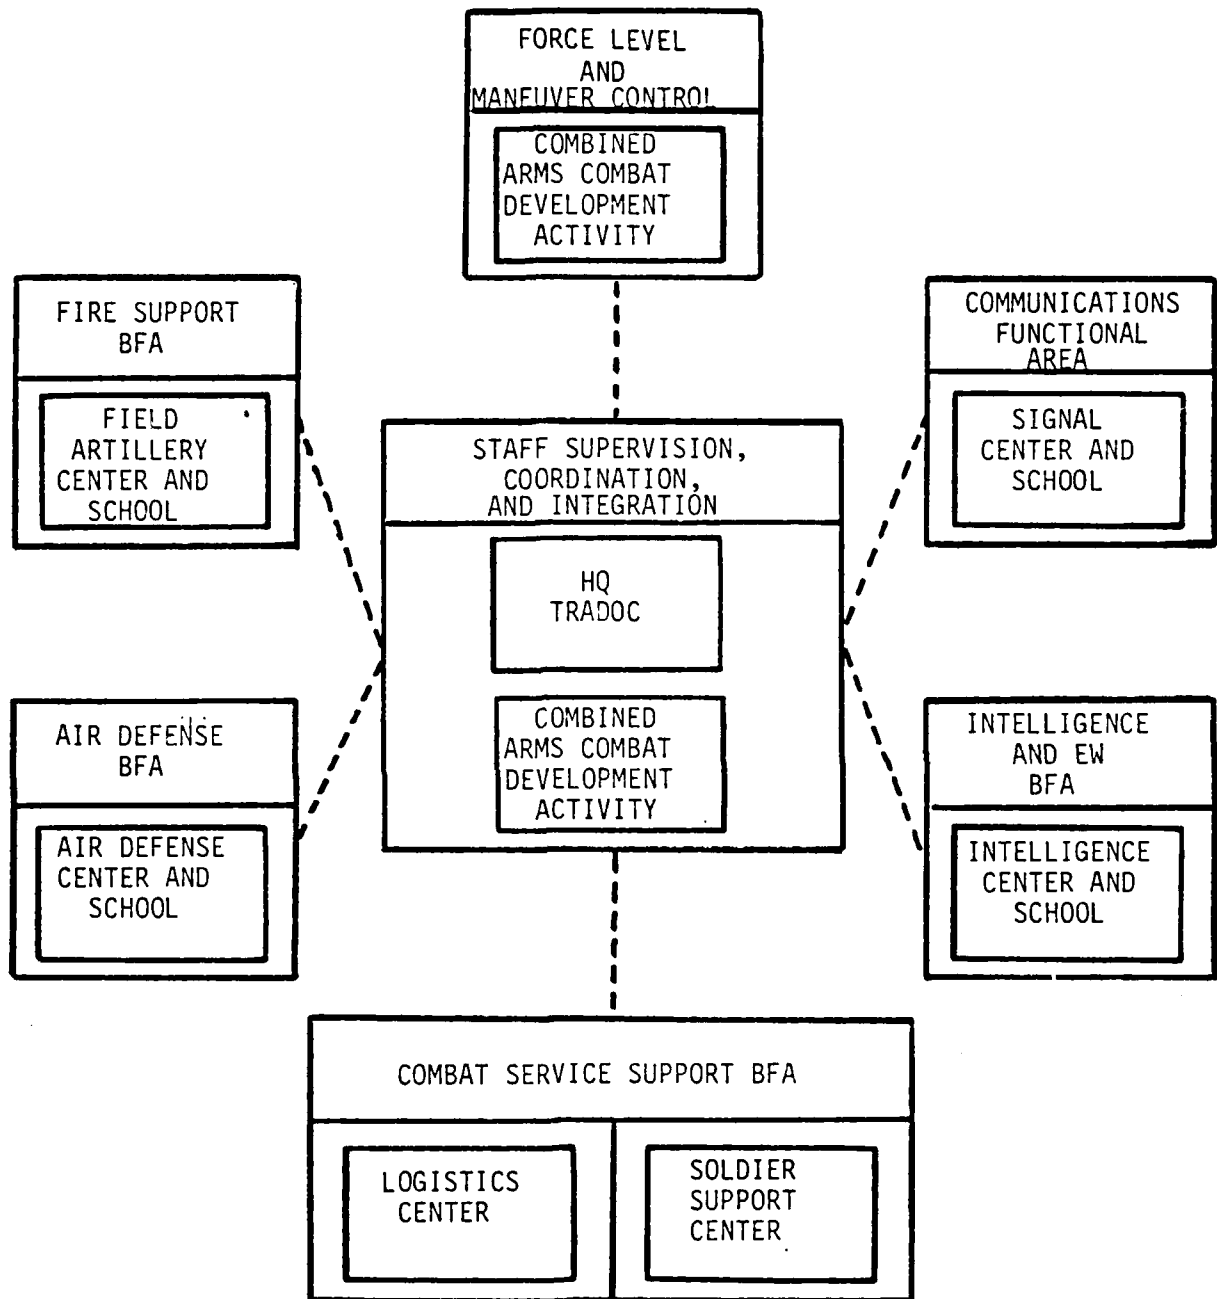 FORCE LEVEL
AND
MANEUVER CONTROL
COMBINED
ARMS COMBAT
DEVELOPMENT
ACTIVITY
FIRE SUPPORT
BFA
FIELD
ARTILLERY
CENTER AND
SCHOOL
COMMUNICATIONS
FUNCTIONAL
AREA
SIGNAL
CENTER AND
SCHOOL
STAFF SUPERVISION,
COORDINATION,
AND INTEGRATION
HQ
TRADOC
COMBINED
ARMS COMBAT
DEVELOPMENT
ACTIVITY
AIR DEFENSE
BFA
AIR DEFENSE
CENTER AND
SCHOOL
INTELLIGENCE
AND EW
BFA
INTELLIGENCE
CENTER AND
SCHOOL
COMBAT SERVICE SUPPORT BFA
LOGISTICS
CENTER
SOLDIER
SUPPORT
CENTER